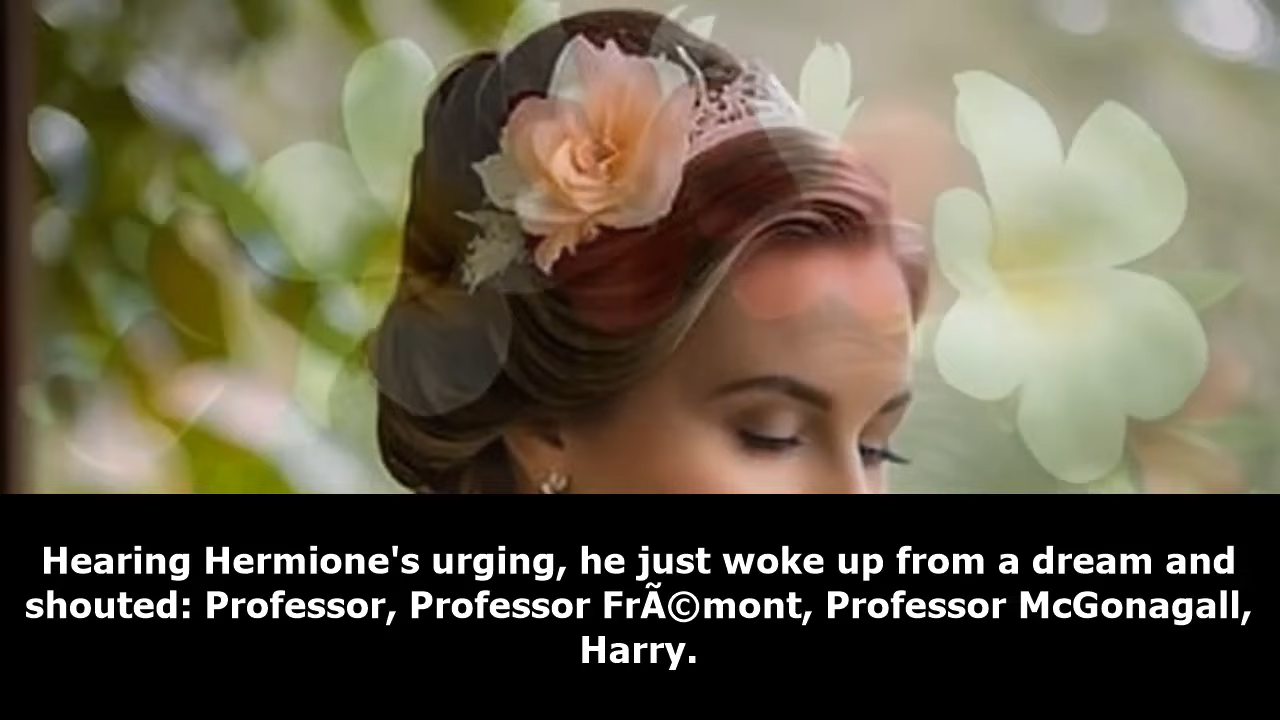 Hearing Hermione's urging, he just woke up from a dream and
shouted: Professor, Professor FrÃ©mont, Professor McGonagall,
Harry.